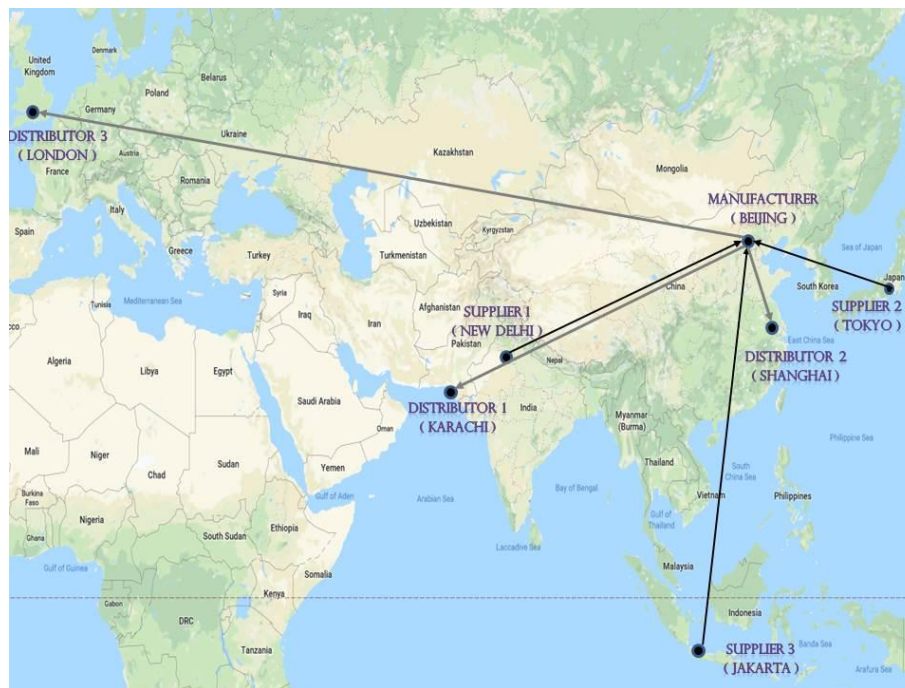 United
Kingdom
Denmark
Belarus
Poland
Germany
DISTRIBUTOR 3
( LONDON )
Ukraine
Austria
France
Kazakhstan
Mongolia
Romania
MANUFACTURER
( BEIJING )
Italy
Spain
Uzbekistan
Kyrgyzstan
Greece
Turkey
Turkmenistan
Sea of Japan
Japan
South Korea
China
Tunisia
Mediterranean Sea
Syria
Afghanistan
SUPPLIER 1
( NEW DELHI )
SUPPLIER 2
( TOKYO )
Iraq
Iran
Pakistan
East China Sea
Nepal
DISTRIBUTOR 2
( SHANGHAI )
Algeria
Libya
Egypt
Saudi Arabia
DISTRIBUTOR 1
( KARACHI )
India
Oman
Myanmar
(Burma)
Philippine Sea
Mali
Niger
Chad
Sudan
Yemen
Thailand
South
China Sea
Gulf of Aden
Arabian Sea
Bay of Bengal
Burkina
Faso
Vietnam
Philippines
Gulf of
Thailand
Nigeria
Ghana
Ethiopia
South Sudan
Laccadive Sea
Gulf of Guinea
Somalia
Malaysia
Kenya
Gabon
DRC
Indonesia
Tanzania
SUPPLIER 3
( JAKARTA )
Banda Sea
Arafura Sea